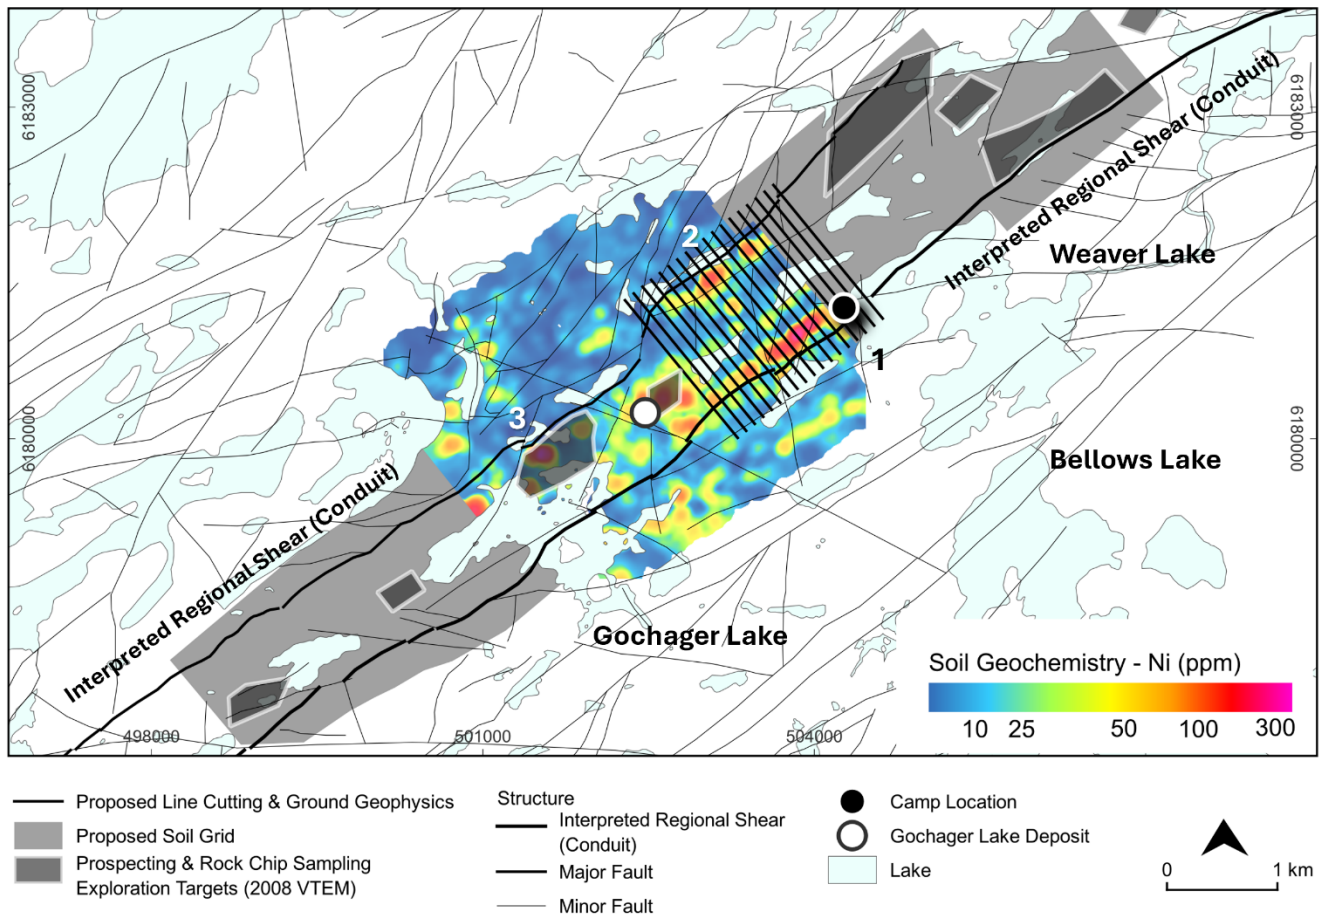 6183000
6183000
Interpreted Regional Shear (Conduit)
Weaver Lake
2
1
3
6180000
6180000
Bellows Lake
Interpreted Regional Shear (Conduit)
Gochager Lake
Soil Geochemistry - Ni (ppm)
10 25 50 100 300
498000
501000
504000
Proposed Line Cutting & Ground Geophysics
Proposed Soil Grid
Prospecting & Rock Chip Sampling
Exploration Targets (2008 VTEM)
Structure
Interpreted Regional Shear
(Conduit)
Major Fault
Minor Fault
Camp Location
Gochager Lake Deposit
Lake
0 1 km